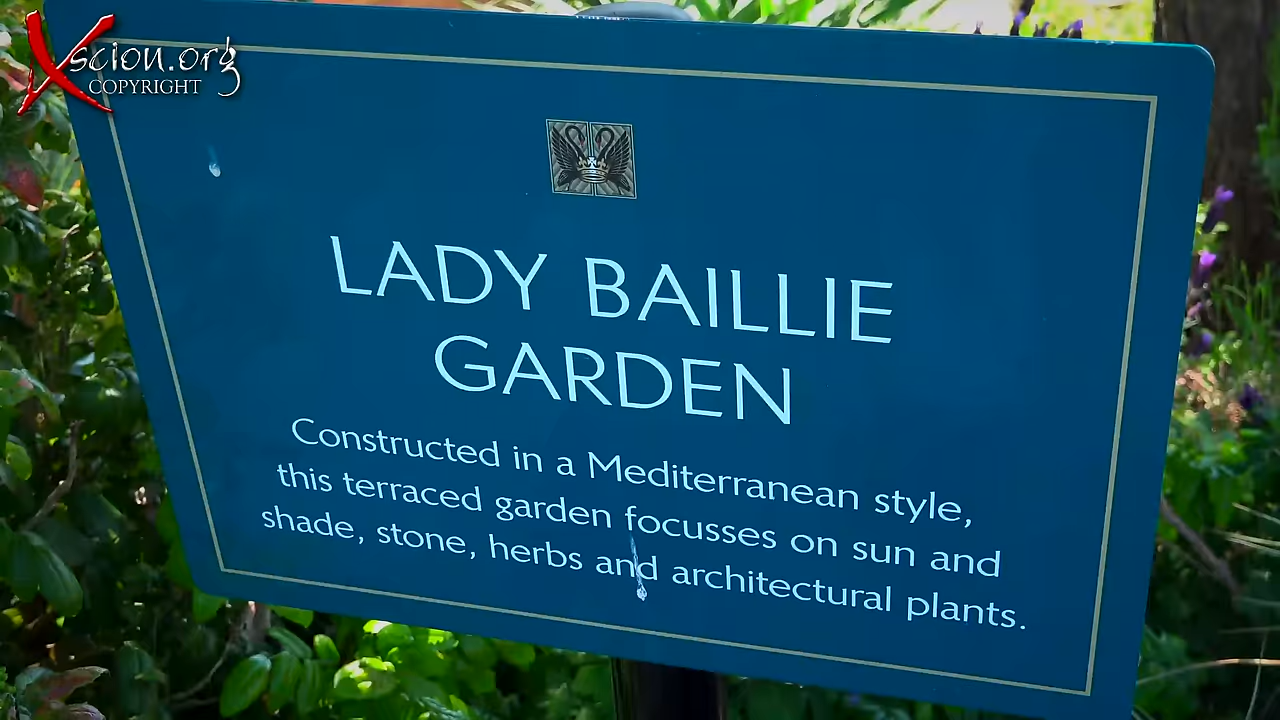 Xscion.org
COPYRIGHT
LADY BAILLIE
GARDEN
Constructed in a Mediterranean style,
this terraced garden focusses on sun and
shade, stone, herbs and architectural plants.